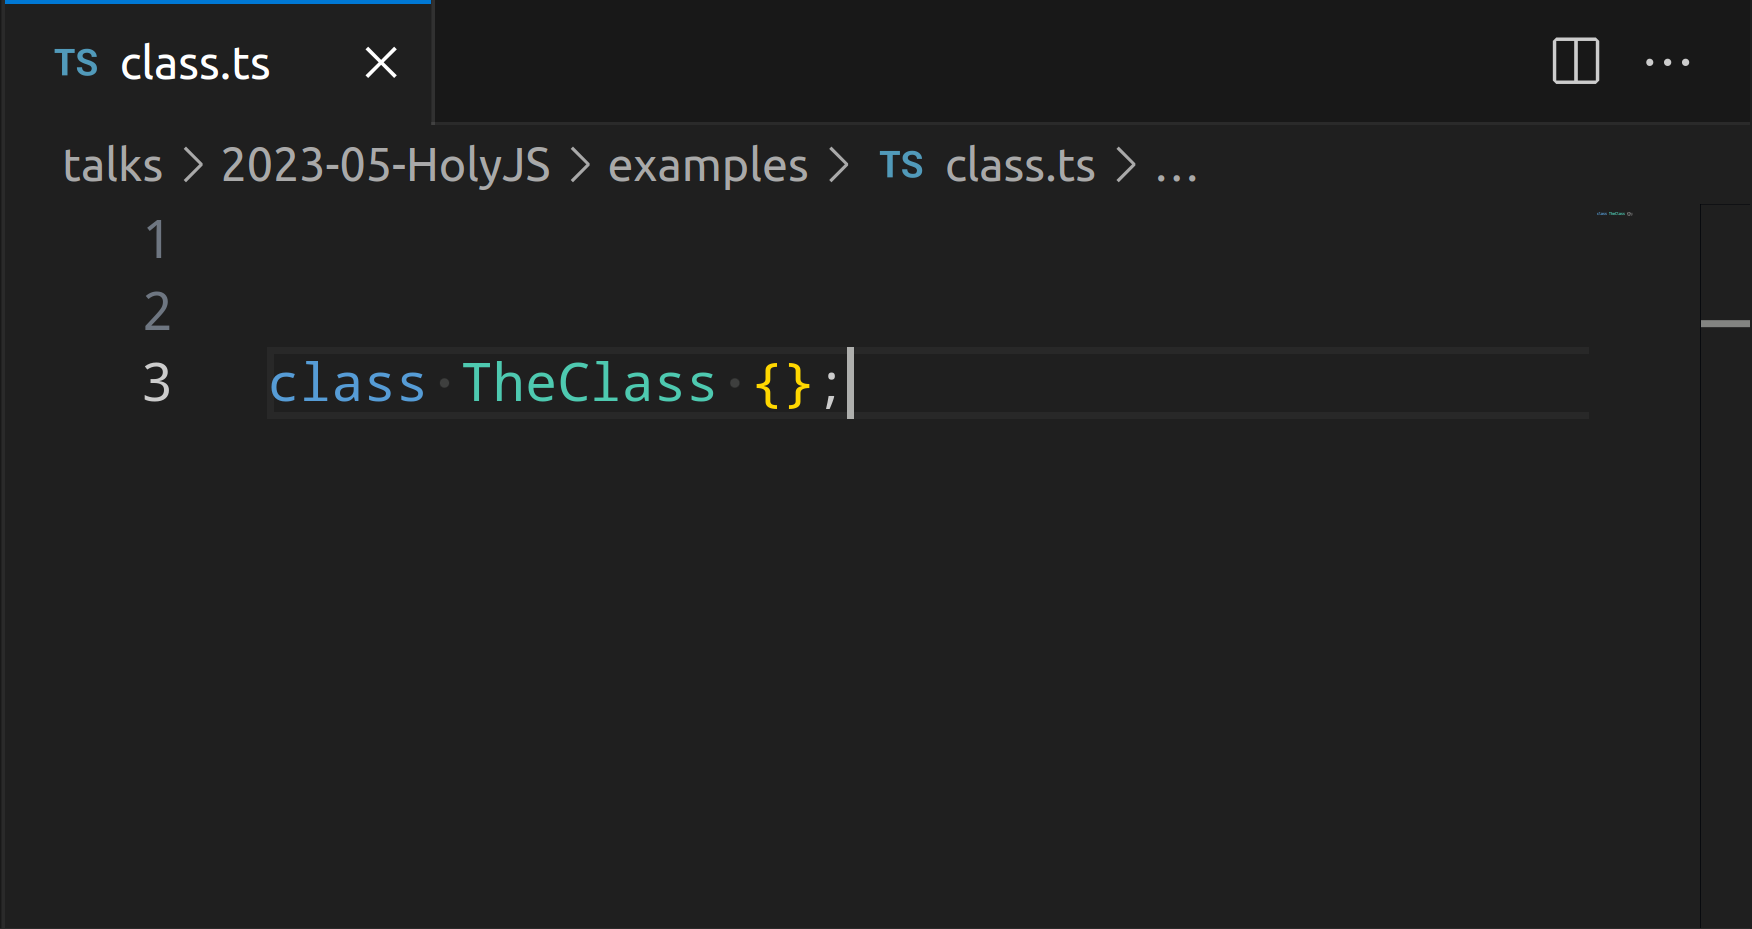 TS class.ts
talks > 2023-05-HolyJS > examples > TS class.ts > ...
1
2
3 class TheClass {};